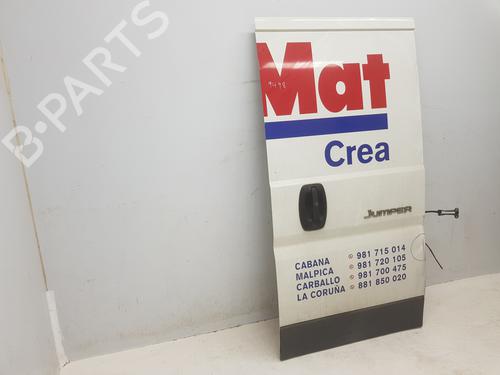 B-PARTS
Mat
9498
Crea
JUMPER
CABANA 981 715 014
MALPICA 981 720 105
CARBALLO 981 700 475
LA CORUÑA 881 850 020